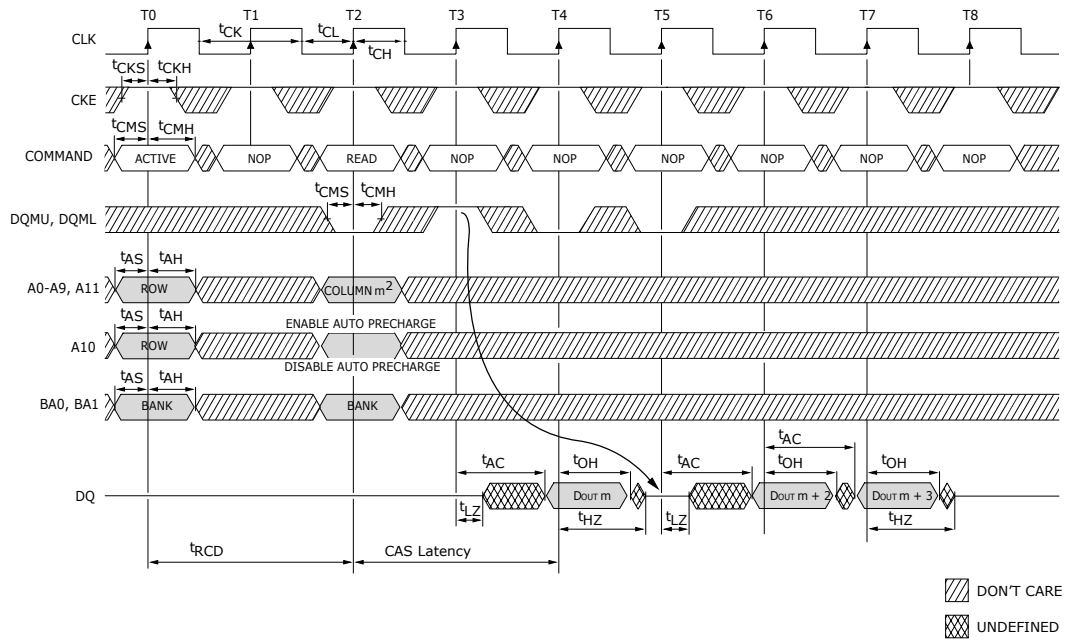 T0 T1 T2 T3 T4 T5 T6 T7 T8
CLK
tCK tCL
tCH
tCKS tCKH
CKE
tCMS tCMH
COMMAND ACTIVE NOP READ NOP NOP NOP NOP NOP NOP
tCMS tCMH
DQMU, DQML
tAS tAH
A0-A9, A11 ROW COLUMN m2
tAS tAH ENABLE AUTO PRECHARGE
A10 ROW
DISABLE AUTO PRECHARGE
tAS tAH
BA0, BA1 BANK BANK
tAC
tAC tOH tAC tOH tOH
DQ DOUT m DOUT m + 2 DOUT m + 3
tLZ tHZ tLZ tHZ
tRCD CAS Latency
DON'T CARE
UNDEFINED